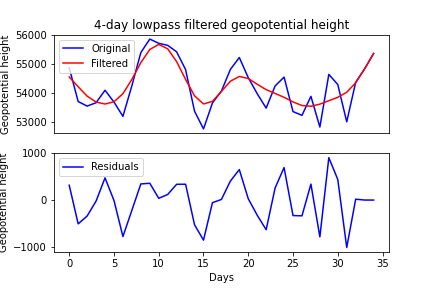 4-day lowpass filtered geopotential height
56000
55000
54000
53000
Geopotential height
Original
Filtered
1000
0
−1000
Geopotential height
Residuals
0 5 10 15 20 25 30 35
Days